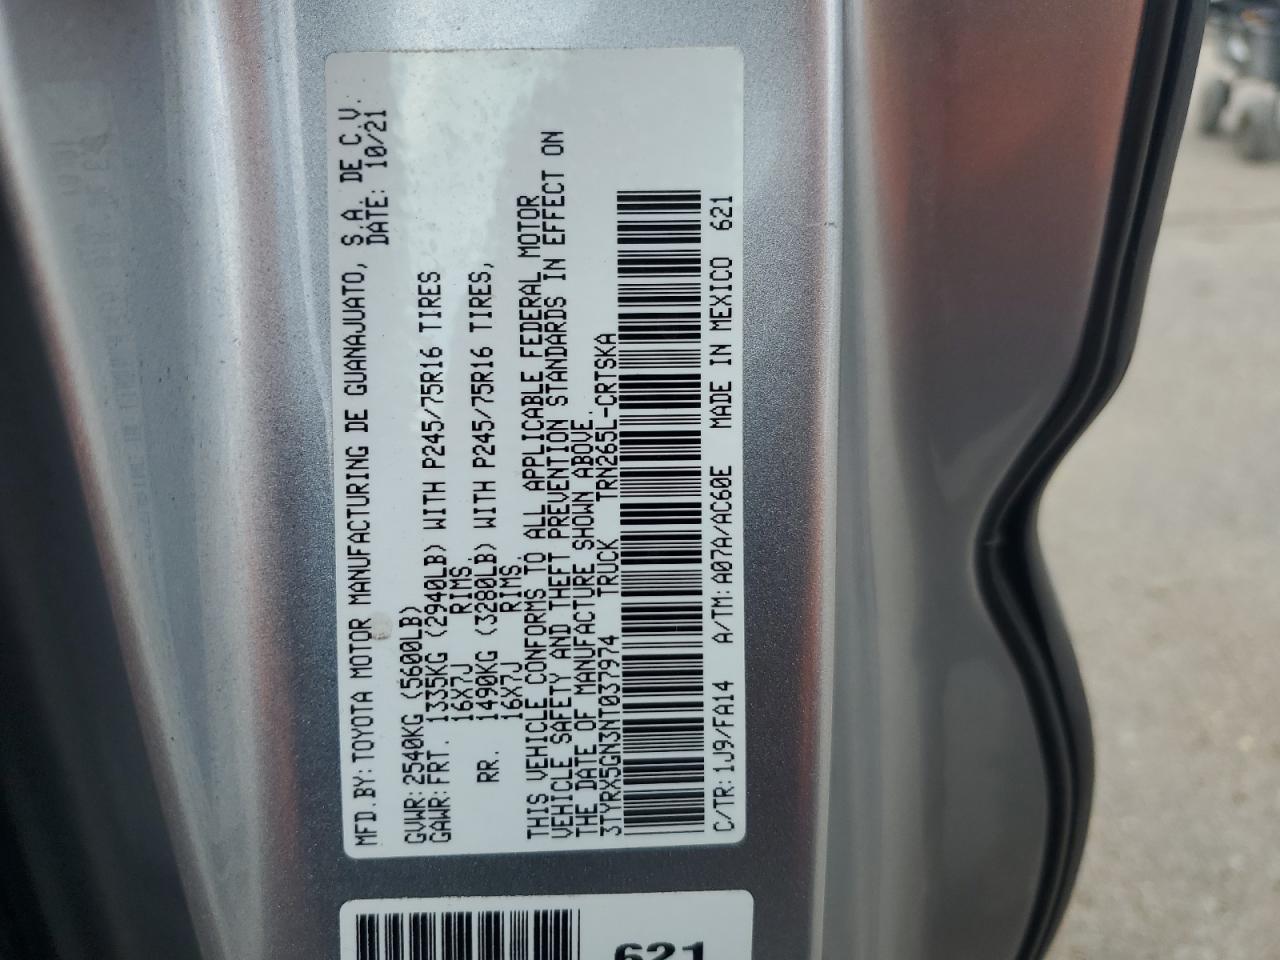 MFD.BY:TOYOTA MOTOR MANUFACTURING DE GUANAJUATO, S.A. DE C.V.
DATE: 10/21
GVWR:2540KG (5600LB)
GAWR:FRT. 1335KG (2940LB) WITH P245/75R16 TIRES
16X7J RIMS.
RR. 1490KG (3280LB) WITH P245/75R16 TIRES,
16X7J RIMS.
THIS VEHICLE CONFORMS TO ALL APPLICABLE FEDERAL MOTOR
VEHICLE SAFETY AND THEFT PREVENTION STANDARDS IN EFFECT ON
THE DATE OF MANUFACTURE SHOWN ABOVE.
3TYRX5GN3NT037974 TRUCK TRN265L-CRTSKA
C/TR:1J9/FA14 A/TM:A07A/AC60E MADE IN MEXICO 621
621